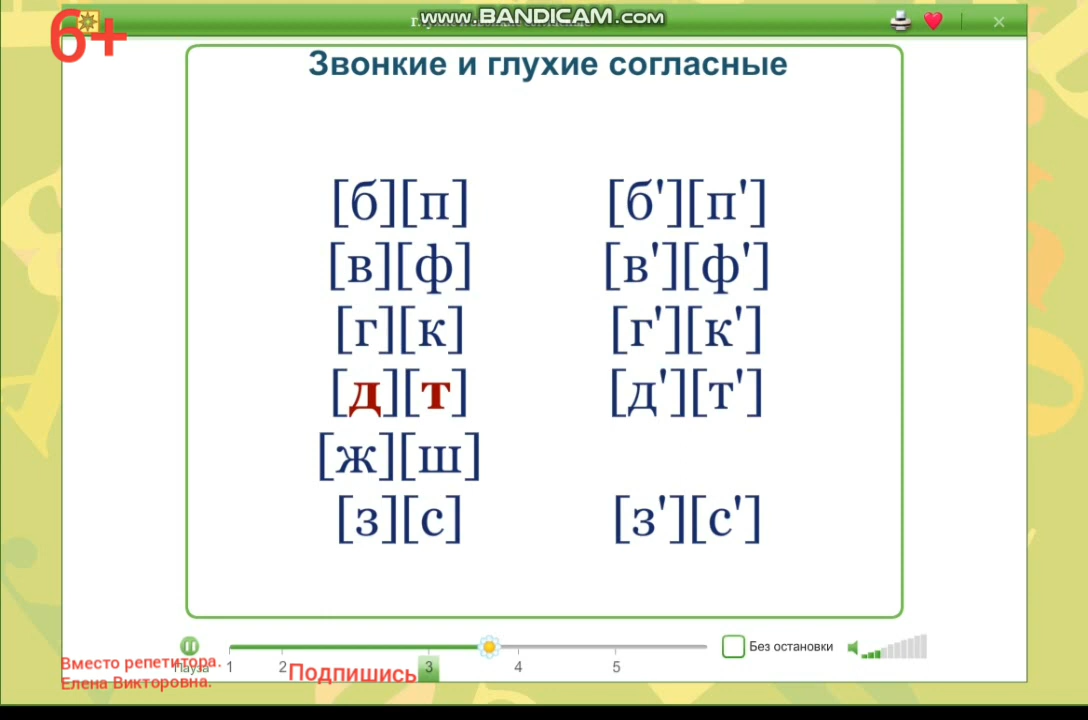 www.BANDICAM.com
6+
Звонкие и глухие согласные
[б][п] [б'][п']
[в][ф] [в'][ф']
[г][к] [г'][к']
[д][т] [д'][т']
[ж][ш]
[з][с] [з'][с']
Без остановки
Пауза 1 2 3 4 5
Вместо репетитора.
Елена Викторовна.
Подпишись